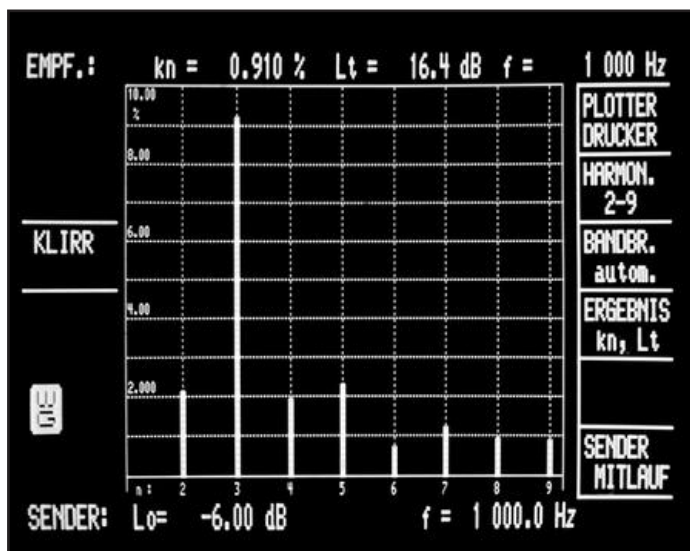 EMPF.: kn = 0.910 % Lt = 16.4 dB f = 1 000 Hz
10.00
%
8.00
6.00
4.00
2.000
n: 2 3 4 5 6 7 8 9
KLIRR
WG
PLOTTER
DRUCKER
HARMON.
2-9
BANDBR.
autom.
ERGEBNIS
kn, Lt
SENDER
MITLAUF
SENDER: Lo= -6.00 dB f = 1 000.0 Hz